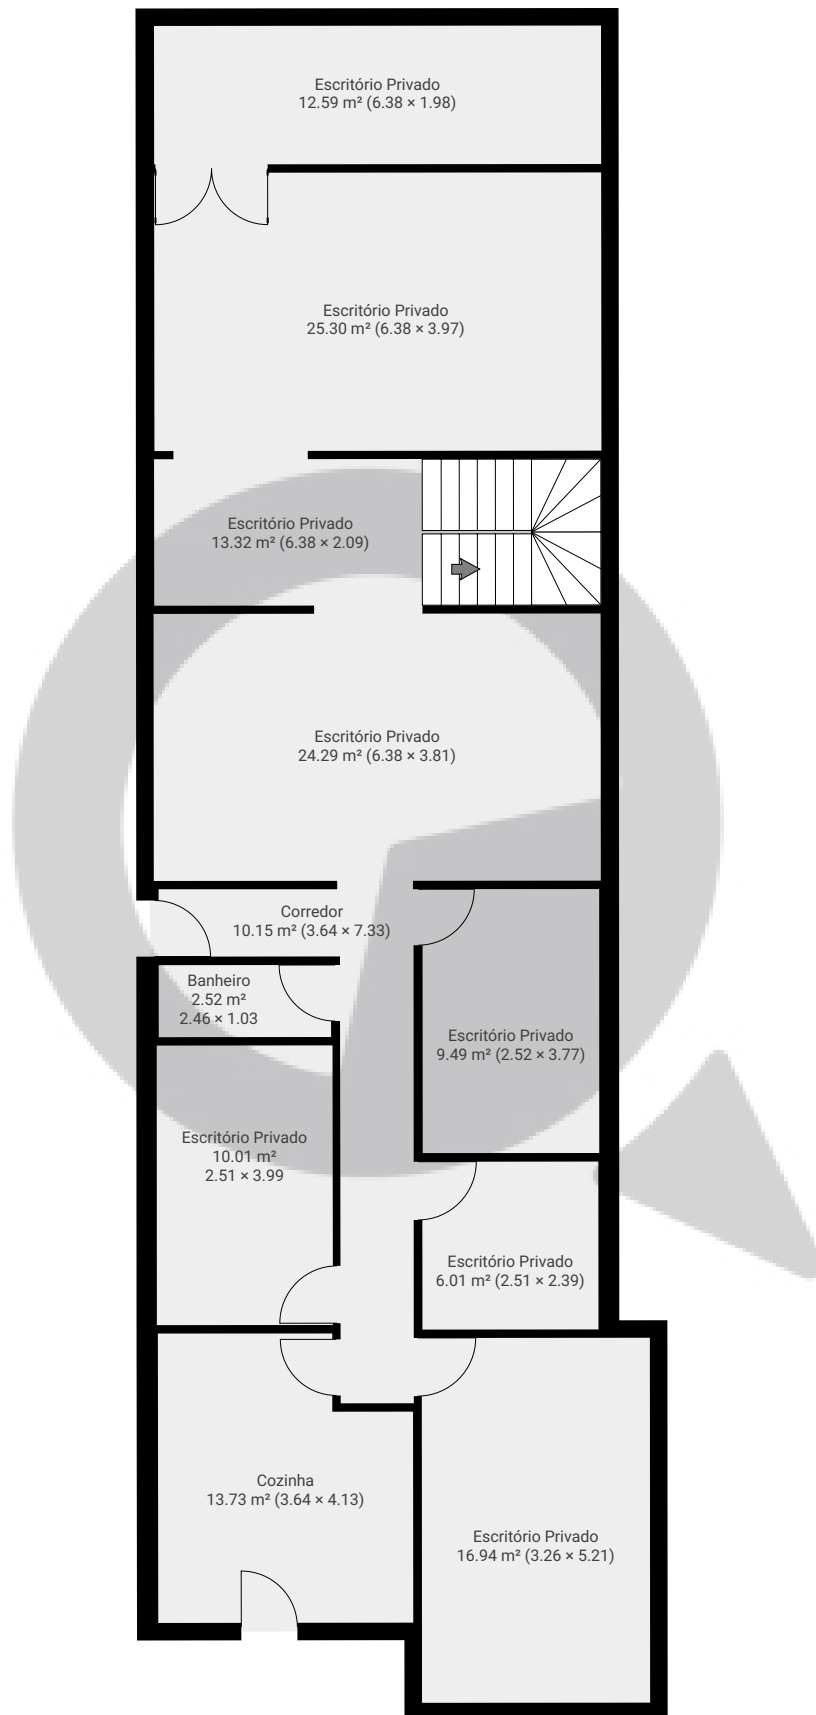 Escritório Privado
12.59 m² (6.38 × 1.98)
Escritório Privado
25.30 m² (6.38 × 3.97)
Escritório Privado
13.32 m² (6.38 × 2.09)
Escritório Privado
24.29 m² (6.38 × 3.81)
Corredor
10.15 m² (3.64 × 7.33)
Banheiro
2.52 m²
2.46 × 1.03
Escritório Privado
9.49 m² (2.52 × 3.77)
Escritório Privado
10.01 m²
2.51 × 3.99
Escritório Privado
6.01 m² (2.51 × 2.39)
Cozinha
13.73 m² (3.64 × 4.13)
Escritório Privado
16.94 m² (3.26 × 5.21)